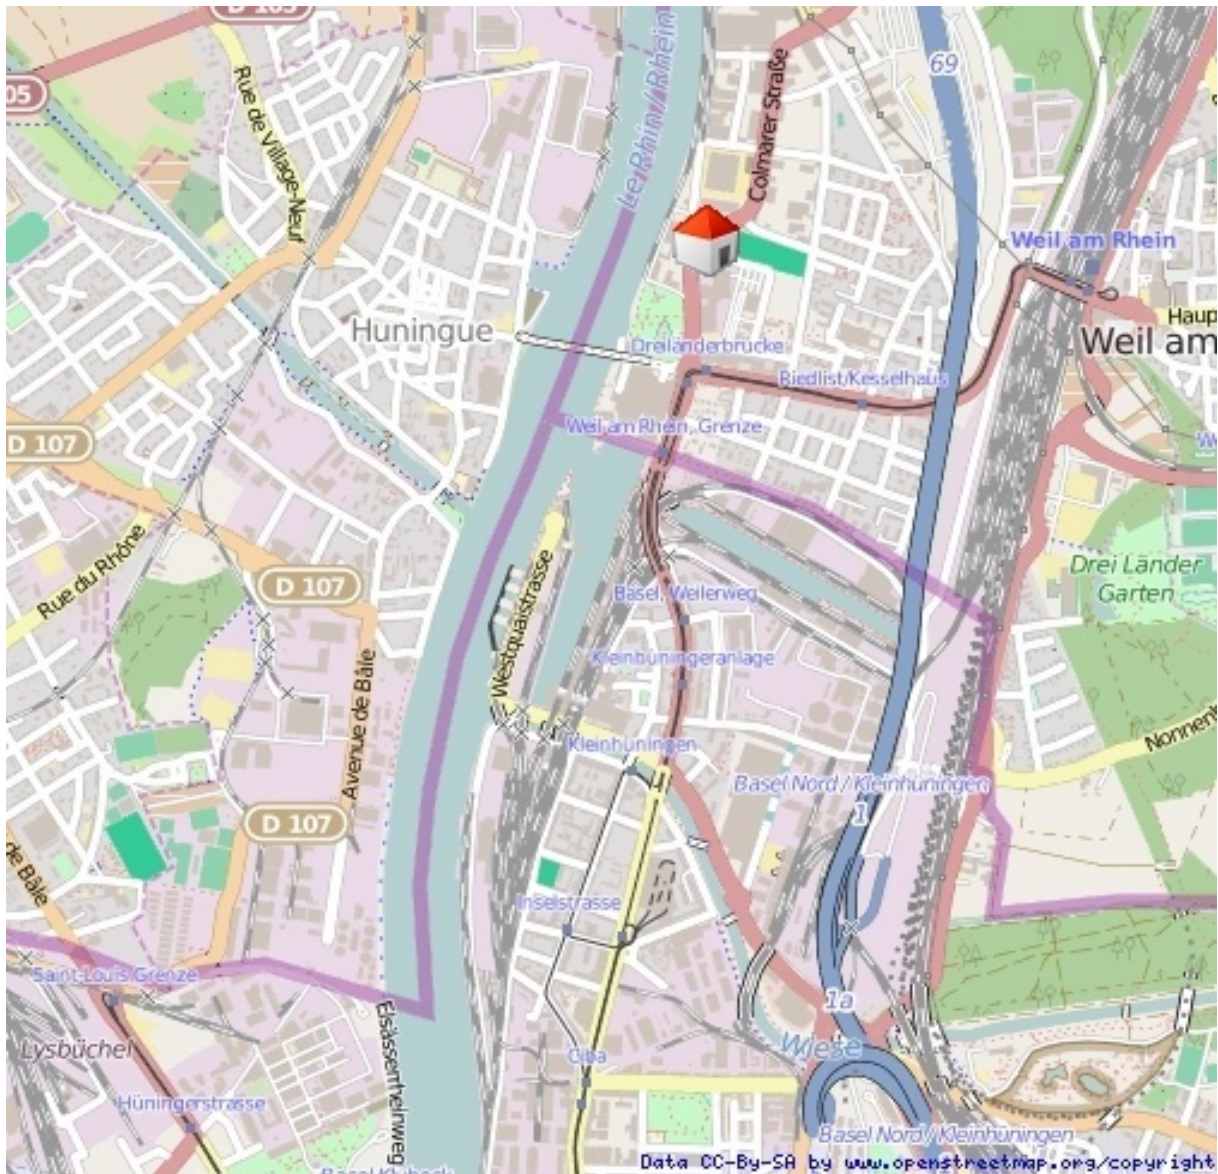 D 105
69
Le Rhin / Rhein
Colmarer Straße
Rue de Village-Neuf
05
Weil am Rhein
Huningue
Haup
Weil am
Dreiländerbrücke
Riedlist/Kesselhaus
Weil am Rhein, Grenze
D 107
We
Rue du Rhône
Drei Länder
Garten
D 107
Westquaistrasse
Basel, Weilerweg
Kleinhüningeranlage
Avenue de Bâle
Kleinhüningen
Nonnenh
Basel Nord / Kleinhüningen
1
D 107
de Bâle
Inselstrasse
Saint-Louis Grenze
1a
Elsässerrheinweg
Lysbüchel
Wiese
Ciba
Hüningerstrasse
Basel Nord / Kleinhüningen
Basel Klybeck
Data CC-By-SA by www.openstreetmap.org/copyright